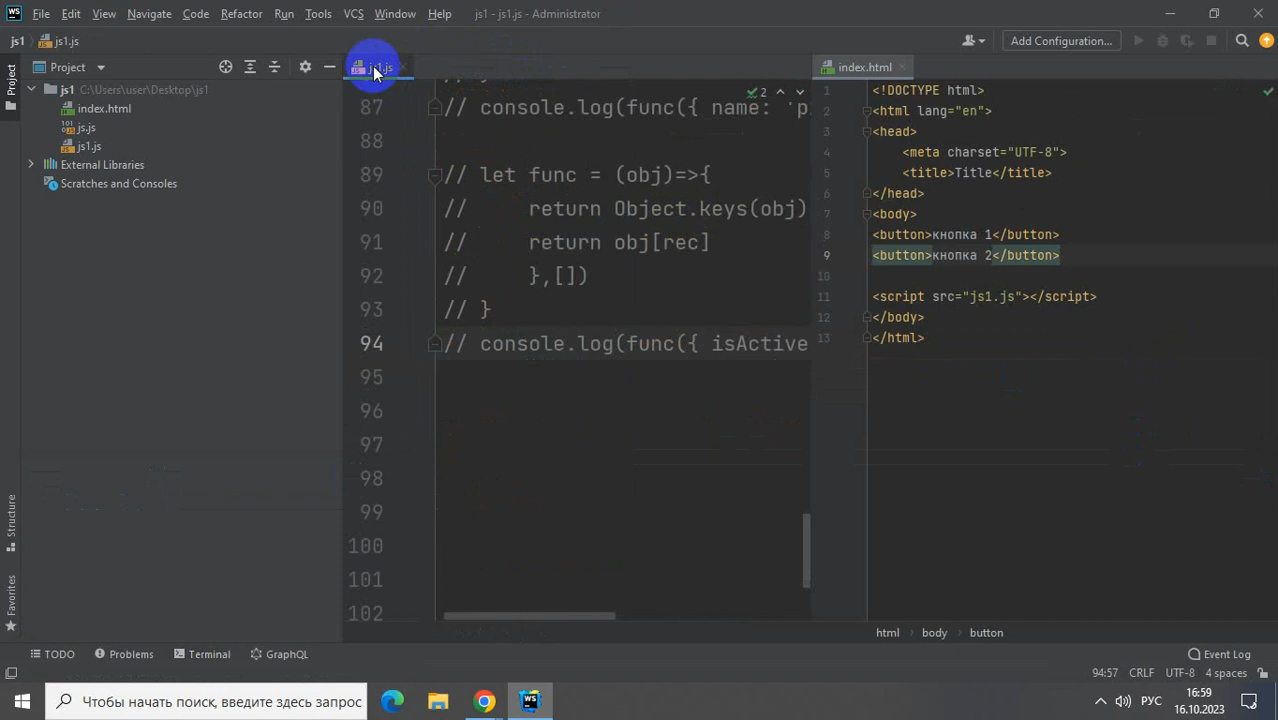 File Edit View Navigate Code Refactor Run Tools VCS Window Help js1 - js1.js - Administrator
js1 js1.js Add Configuration...
Project
Project
js1 C:\Users\user\Desktop\js1
index.html
js.js
js1.js
External Libraries
Scratches and Consoles
Structure
Favorites
js1.js
2
87 // console.log(func({ name: 'p
88
89 // let func = (obj)=>{
90 // return Object.keys(obj)
91 // return obj[rec]
92 // },[])
93 // }
94 // console.log(func({ isActive
95
96
97
98
99
100
101
102
index.html
1 <!DOCTYPE html>
2 <html lang="en">
3 <head>
4 <meta charset="UTF-8">
5 <title>Title</title>
6 </head>
7 <body>
8 <button>кнопка 1</button>
9 <button>кнопка 2</button>
10
11 <script src="js1.js"></script>
12 </body>
13 </html>
html body button
TODO Problems Terminal GraphQL Event Log
94:57 CRLF UTF-8 4 spaces
Чтобы начать поиск, введите здесь запрос
РУС
16:59
16.10.2023